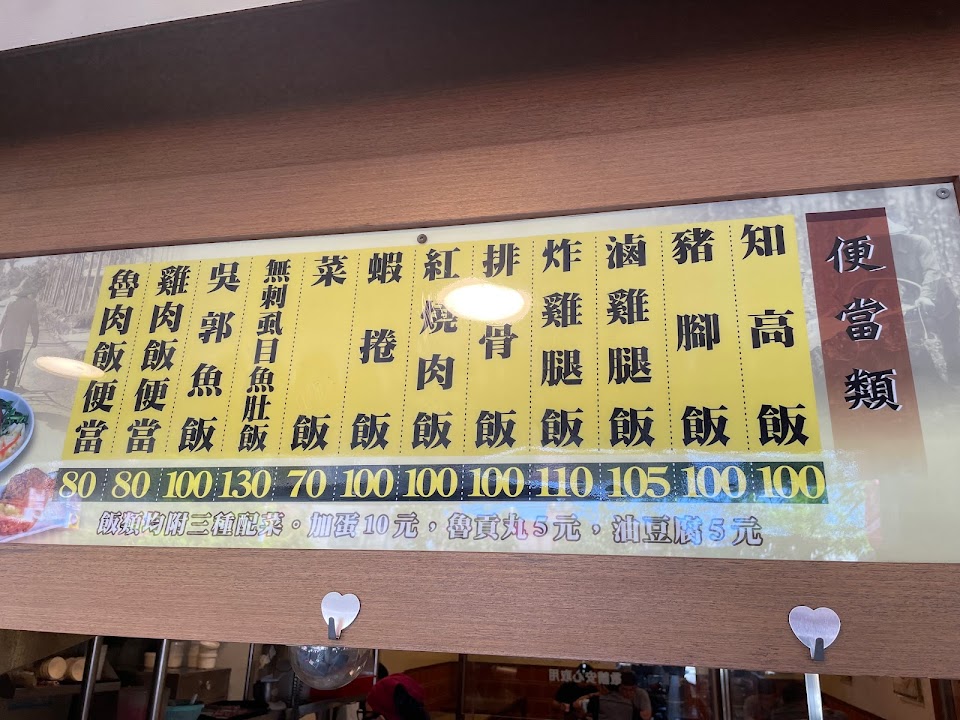 便當類
知高飯 100
豬腳飯 100
滷雞腿飯 105
炸雞腿飯 110
排骨飯 100
紅燒肉飯 100
蝦捲飯 100
菜飯 70
無刺虱目魚肚飯 130
吳郭魚飯 100
雞肉飯便當 80
魯肉飯便當 80
飯類均附三種配菜。加蛋10元，魯貢丸5元，油豆腐5元